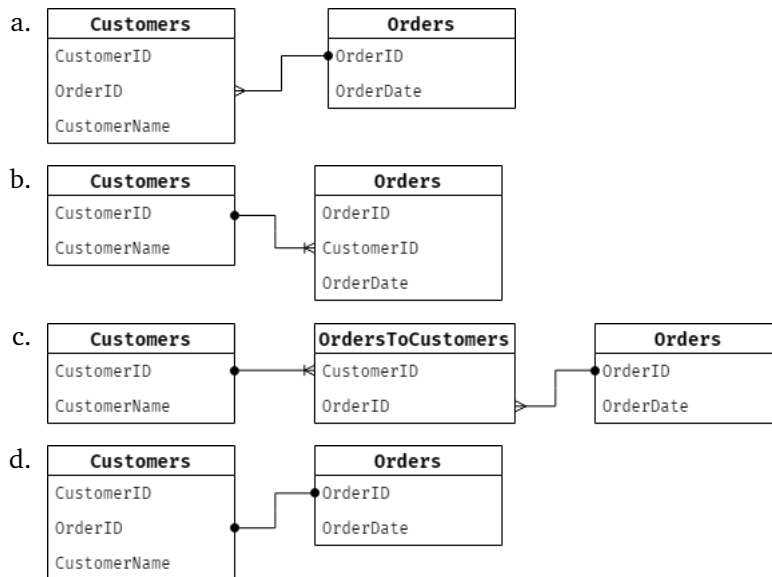 a. Customers Orders
CustomerID OrderID
OrderID OrderDate
CustomerName
b. Customers Orders
CustomerID OrderID
CustomerName CustomerID
OrderDate
c. Customers OrdersToCustomers Orders
CustomerID CustomerID OrderID
CustomerName OrderID OrderDate
d. Customers Orders
CustomerID OrderID
OrderID OrderDate
CustomerName